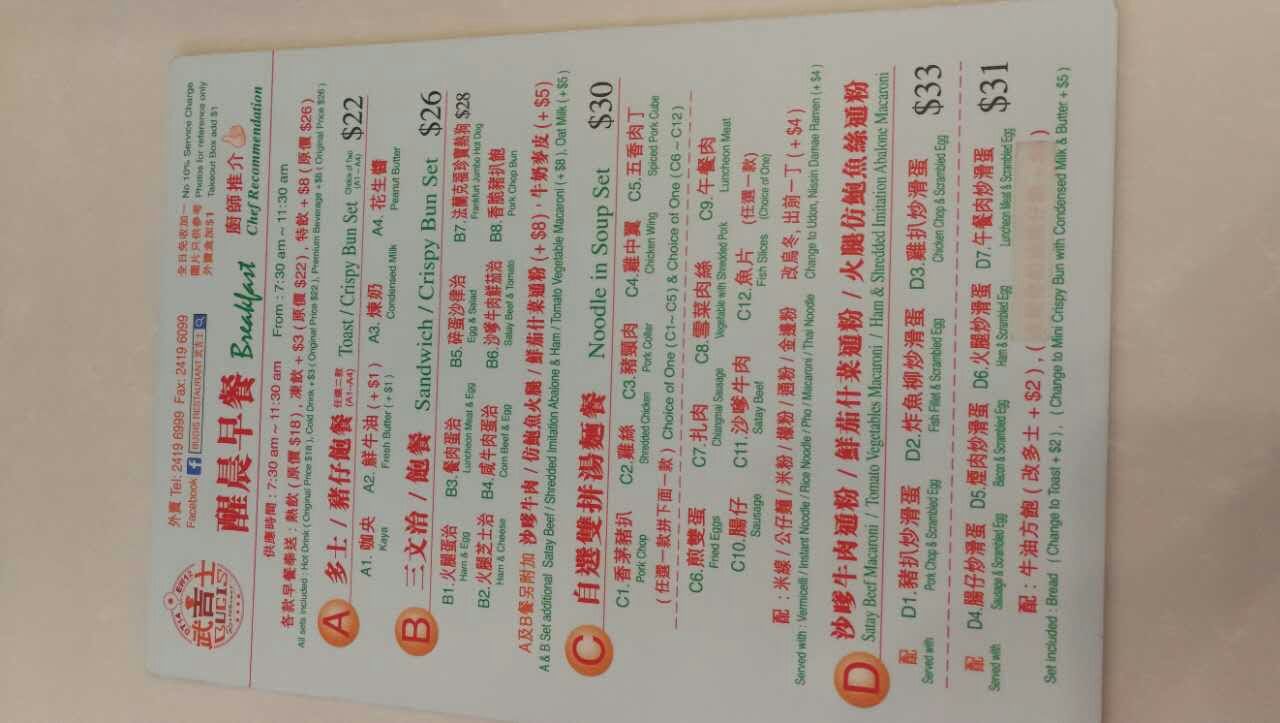 武吉士
BUGIS
外賣 Tel: 2419 6999 Fax: 2419 6099
Facebook f BUGIS RESTAURANT 武吉士
全日免收加一 No 10% Service Charge
圖片只供參考 Photos for reference only
外賣盒加$1 Takeout Box add $1
醒晨早餐 Breakfast
廚師推介
Chef Recommendation
供應時間 : 7:30 am ~ 11:30 am From : 7:30 am ~ 11:30 am
各款早餐奉送 : 熱飲 ( 原價 $18 ) , 凍飲 + $3 ( 原價 $22 ) , 特飲 + $8 ( 原價 $26 )
All sets included : Hot Drink ( Original Price $18 ), Cold Drink +$3 ( Original Price $22 ), Premium Beverage +$8 ( Original Price $26 )
A 多士 / 豬仔飽餐 任選二款 (A1~A4) Toast / Crispy Bun Set Choice of Two (A1~A4) $22
A1. 咖央 A2. 鮮牛油 ( + $1 ) A3. 煉奶 A4. 花生醬
Kaya Fresh Butter ( + $1 ) Condensed Milk Peanut Butter
B 三文治 / 飽餐 Sandwich / Crispy Bun Set $26
B1. 火腿蛋治 B3. 餐肉蛋治 B5. 碎蛋沙律治 B7. 法蘭克福珍寶熱狗 $28
Ham & Egg Luncheon Meat & Egg Egg & Salad Frankfurt Jumbo Hot Dog
B2. 火腿芝士治 B4. 咸牛肉蛋治 B6. 沙嗲牛肉鮮茄治 B8. 香脆豬扒飽
Ham & Cheese Corn Beef & Egg Satay Beef & Tomato Pork Chop Bun
A及B餐另附加 沙嗲牛肉 / 仿鮑魚火腿 / 鮮茄什菜通粉 ( + $8 ) , 牛奶麥皮 ( + $5 )
A & B Set additional Satay Beef / Shredded Imitation Abalone & Ham / Tomato Vegetable Macaroni ( + $8 ), Oat Milk ( + $5 )
C 自選雙拼湯麵餐 Noodle in Soup Set $30
C1. 香茅豬扒 C2. 雞絲 C3. 豬頸肉 C4. 雞中翼 C5. 五香肉丁
Pork Chop Shredded Chicken Pork Collar Chicken Wing Spiced Pork Cube
( 任選一款拼下面一款 ) Choice of One ( C1~ C5 ) & Choice of One ( C6 ~ C12 )
C6. 煎雙蛋 C7. 扎肉 C8. 雪菜肉絲 C9. 午餐肉
Fried Eggs Changmai Sausage Vegetable with Shredded Pork Luncheon Meat
C10. 腸仔 C11. 沙嗲牛肉 C12. 魚片 (任選一款)
Sausage Satay Beef Fish Slices (Choice of One)
配 : 米線 / 公仔麵 / 米粉 / 檬粉 / 通粉 / 金邊粉 改烏冬, 出前一丁 ( + $4 )
Served with : Vermicelli / Instant Noodle / Rice Noodle / Pho / Macaroni / Thai Noodle Change to Udon, Nissin Damae Ramen ( + $4 )
D 沙嗲牛肉通粉 / 鮮茄什菜通粉 / 火腿仿鮑魚絲通粉
Satay Beef Macaroni / Tomato Vegetables Macaroni / Ham & Shredded Imitation Abalone Macaroni
配 D1. 豬扒炒滑蛋 D2. 炸魚柳炒滑蛋 D3. 雞扒炒滑蛋 $33
Served with Pork Chop & Scrambled Egg Fish Fillet & Scrambled Egg Chicken Chop & Scrambled Egg
配 D4. 腸仔炒滑蛋 D5. 煙肉炒滑蛋 D6. 火腿炒滑蛋 D7. 午餐肉炒滑蛋 $31
Served with Sausage & Scrambled Egg Bacon & Scrambled Egg Ham & Scrambled Egg Luncheon Meat & Scrambled Egg
配 : 牛油方飽 ( 改多士 + $2 ) , (
Set included : Bread ( Change to Toast + $2 ) , ( Change to Mini Crispy Bun with Condensed Milk & Butter + $5 )